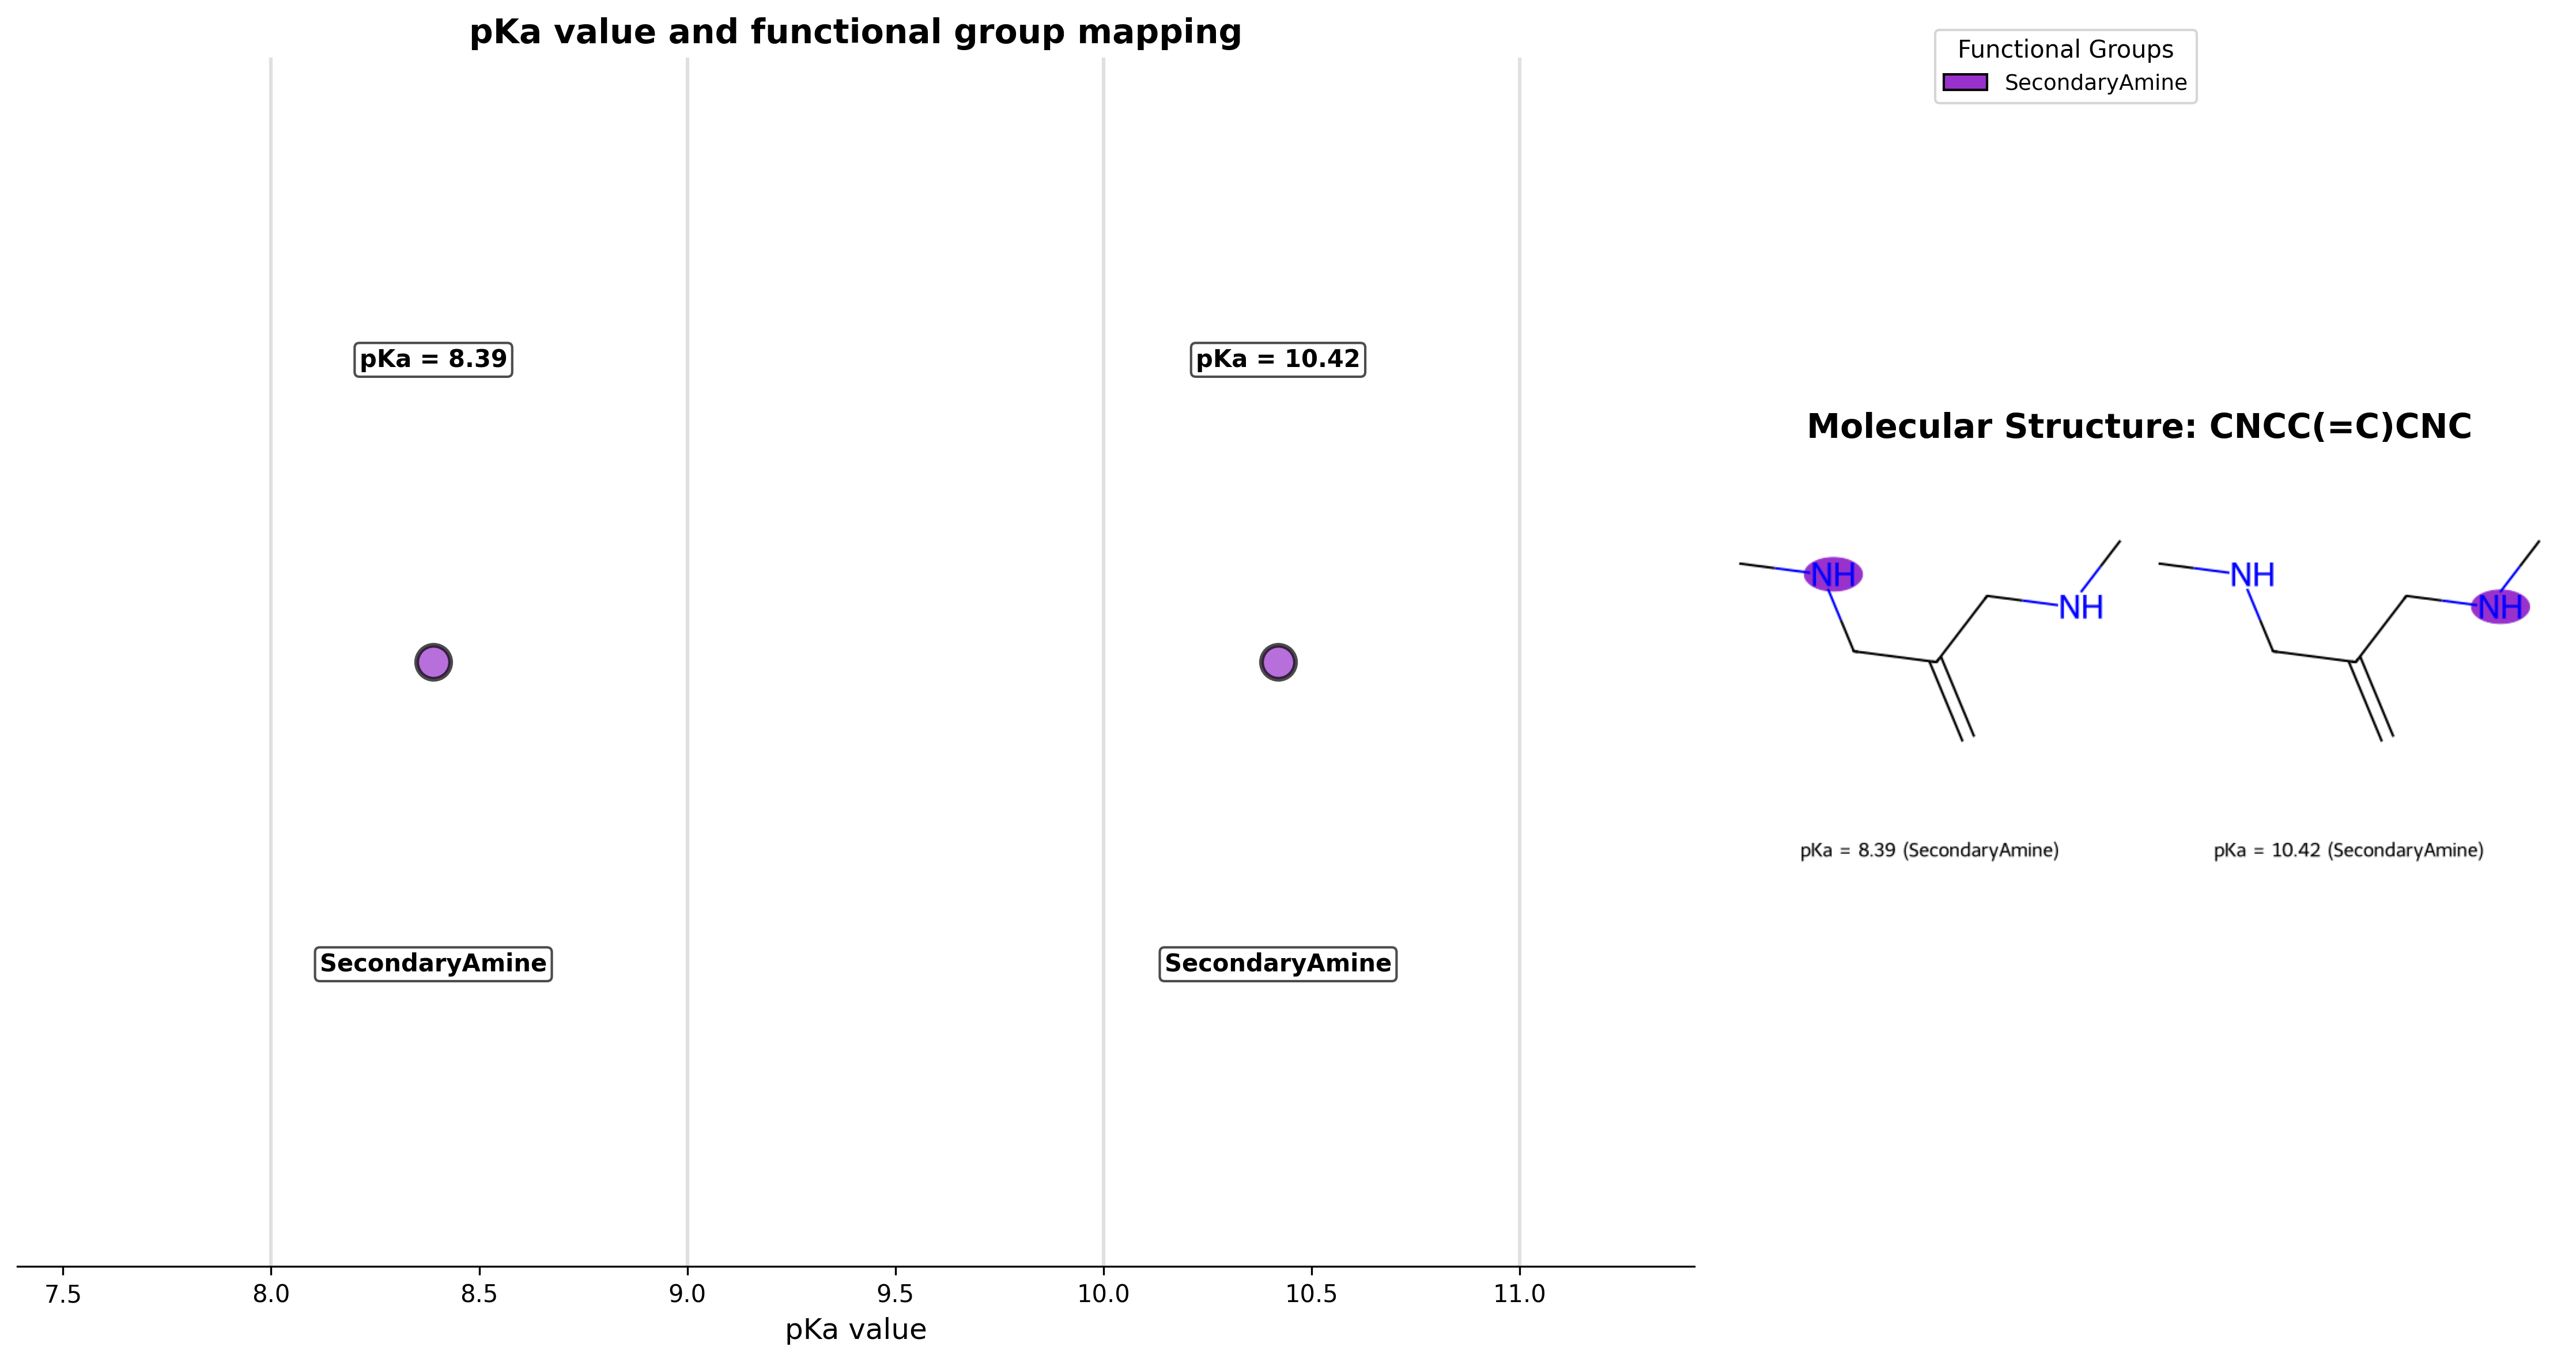 pKa value and functional group mapping
Functional Groups
SecondaryAmine
pKa = 8.39
pKa = 10.42
SecondaryAmine
SecondaryAmine
7.5
8.0
8.5
9.0
9.5
10.0
10.5
11.0
pKa value
Molecular Structure: CNCC(=C)CNC
NH
NH
NH
NH
pKa = 8.39 (SecondaryAmine)
pKa = 10.42 (SecondaryAmine)